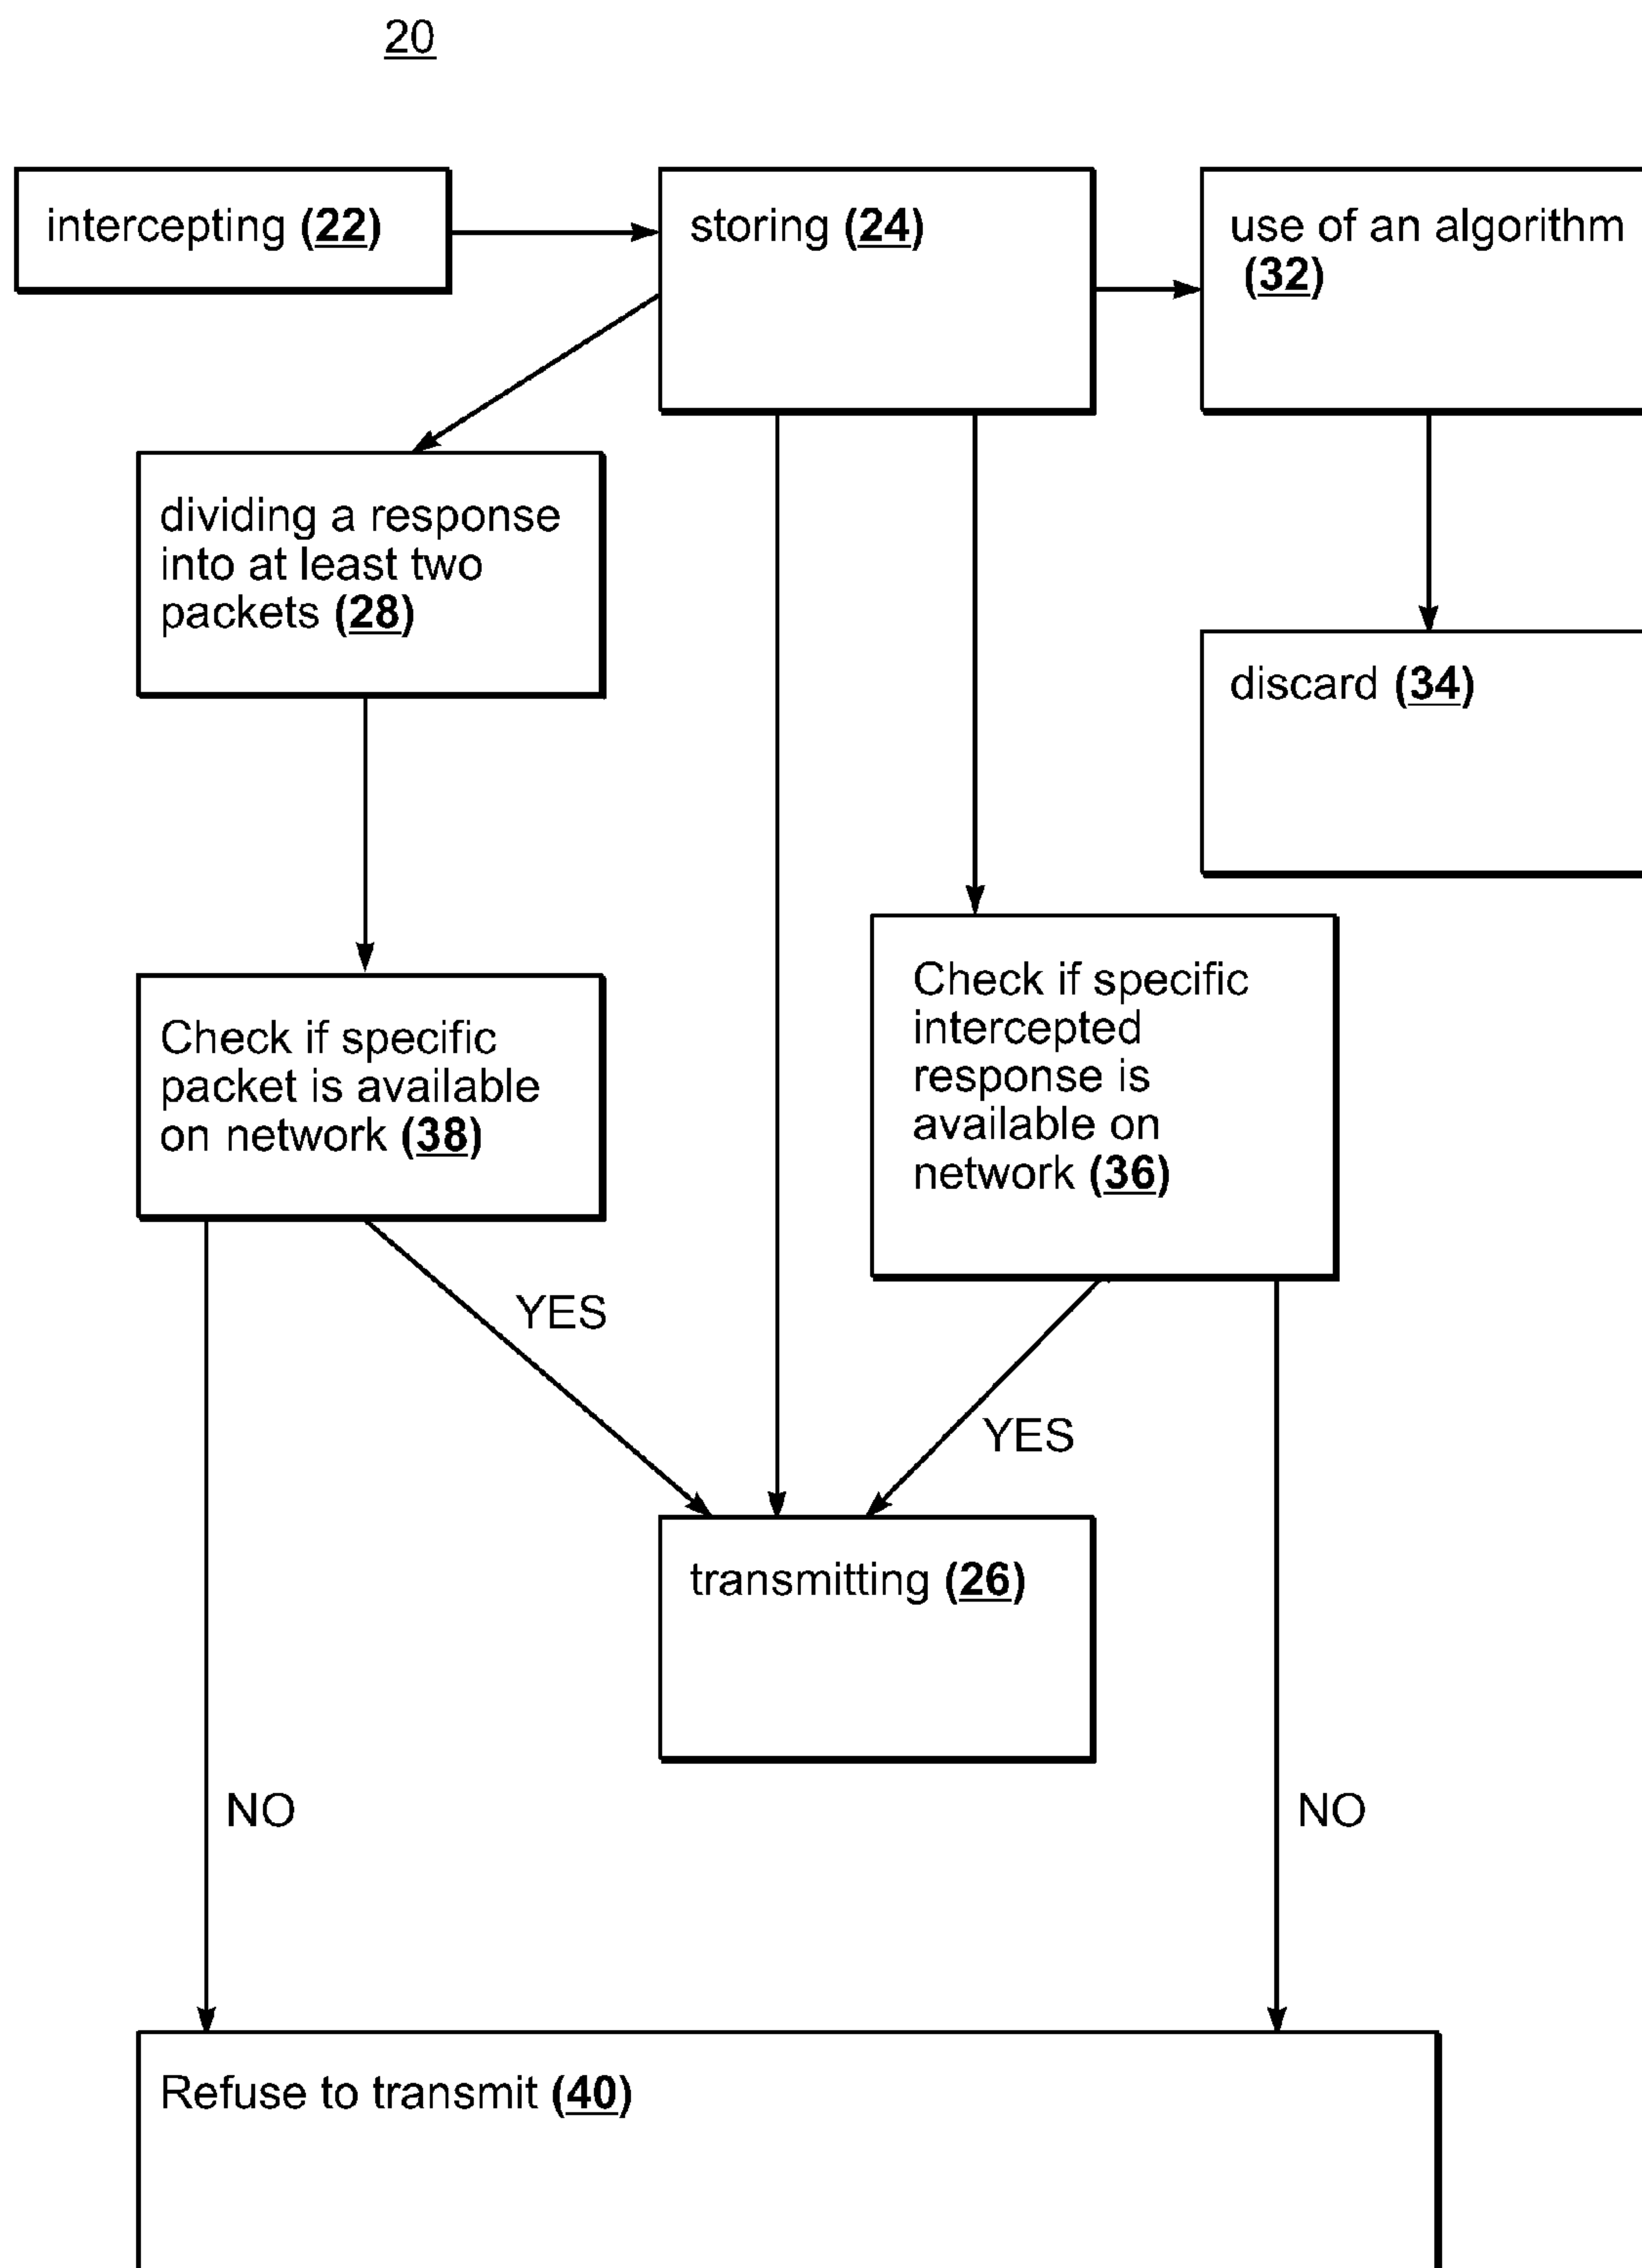 20
intercepting (22)
storing (24)
use of an algorithm
(32)
dividing a response
into at least two
packets (28)
discard (34)
Check if specific
packet is available
on network (38)
Check if specific
intercepted
response is
available on
network (36)
YES
YES
transmitting (26)
NO
NO
Refuse to transmit (40)